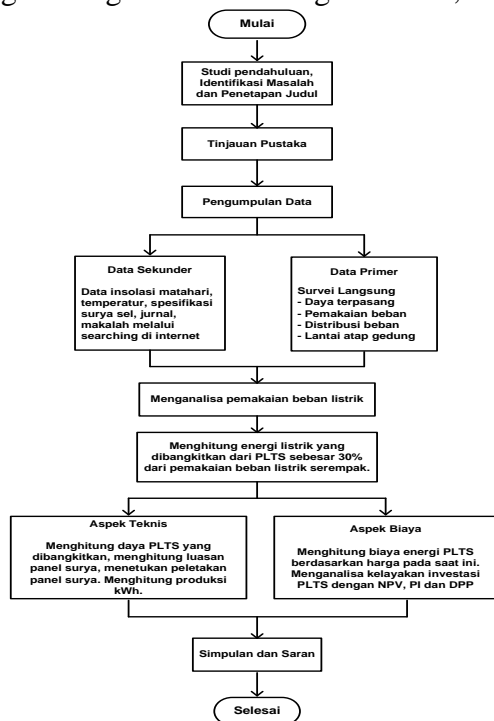 Mulai
Studi pendahuluan,
Identifikasi Masalah
dan Penetapan Judul
Tinjauan Pustaka
Pengumpulan Data
Data Sekunder
Data insolasi matahari,
temperatur, spesifikasi
surya sel, jurnal,
makalah melalui
searching di internet
Data Primer
Survei Langsung
- Daya terpasang
- Pemakaian beban
- Distribusi beban
- Lantai atap gedung
Menganalisa pemakaian beban listrik
Menghitung energi listrik yang
dibangkitkan dari PLTS sebesar 30%
dari pemakaian beban listrik serempak.
Aspek Teknis
Menghitung daya PLTS yang
dibangkitkan, menghitung luasan
panel surya, menetukan peletakan
panel surya. Menghitung produksi
kWh.
Aspek Biaya
Menghitung biaya energi PLTS
berdasarkan harga pada saat ini.
Menganalisa kelayakan investasi
PLTS dengan NPV, PI dan DPP
Simpulan dan Saran
Selesai